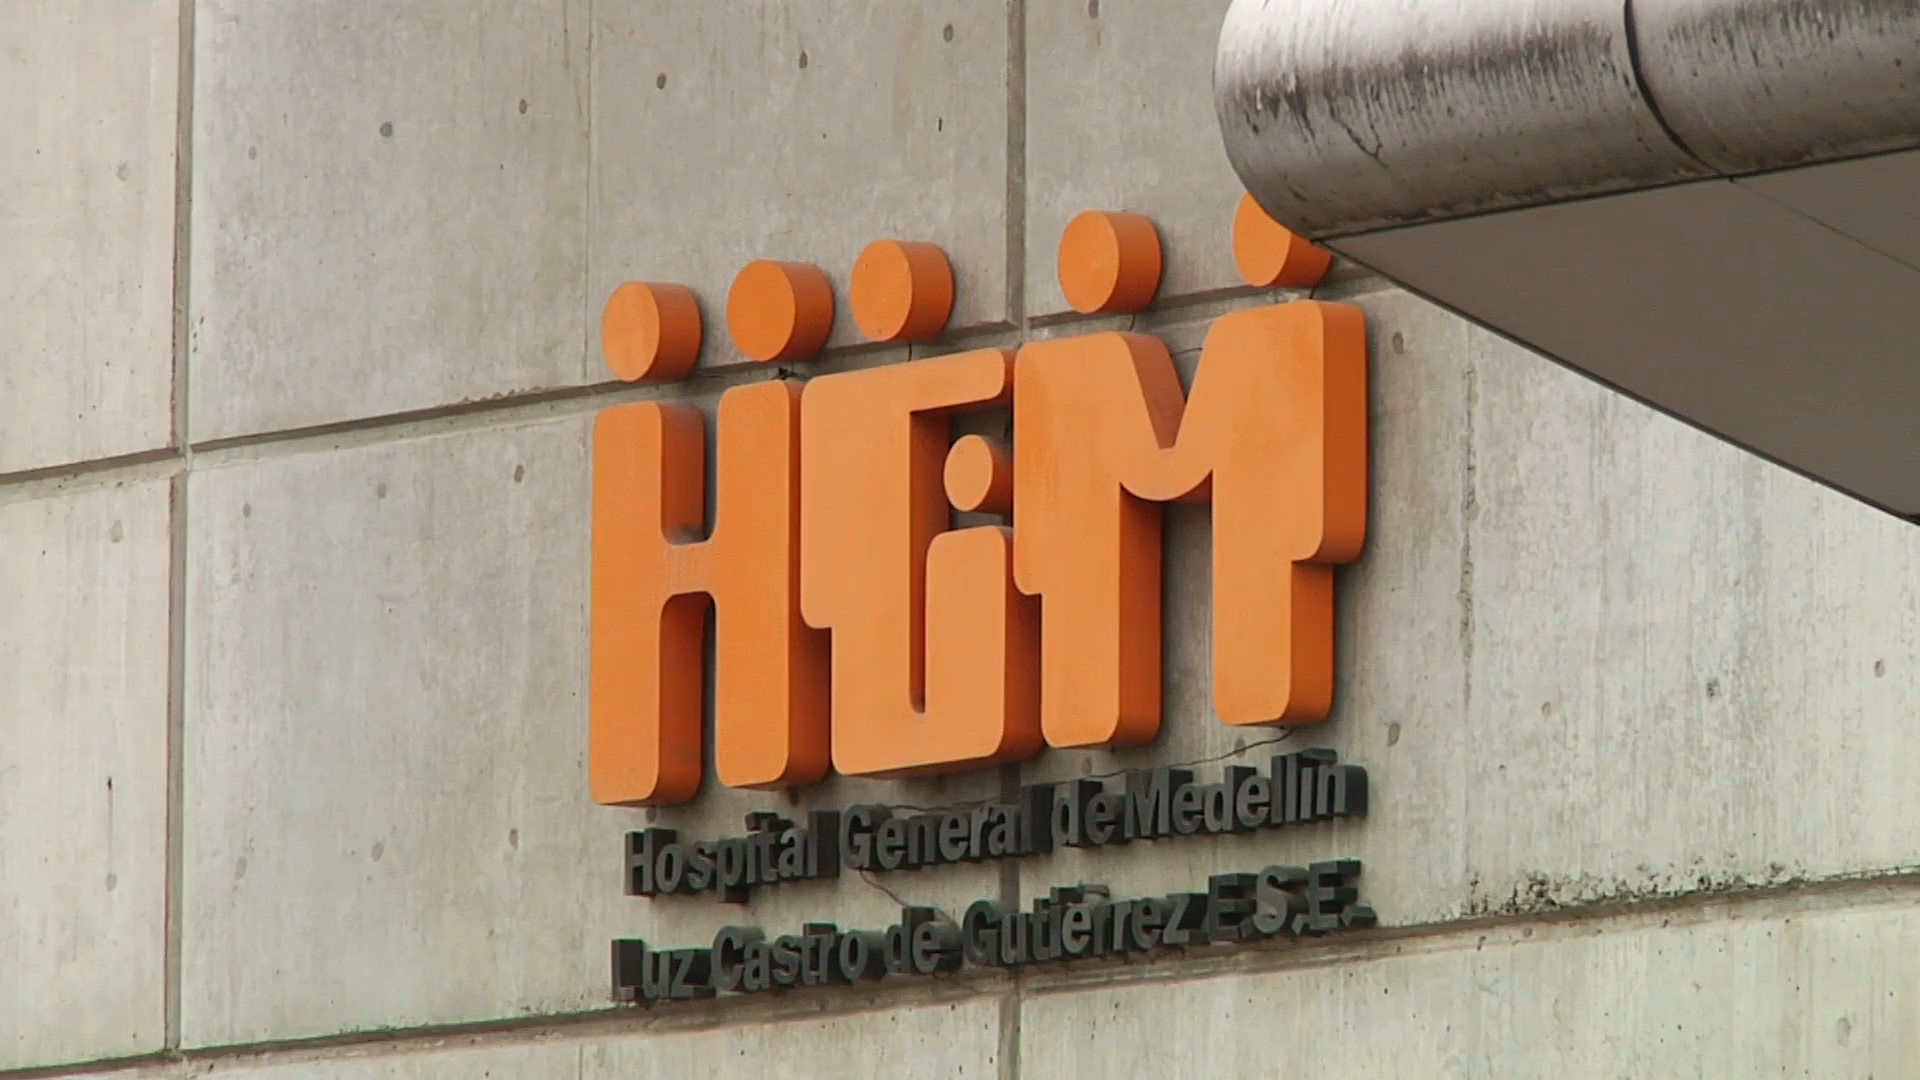 HGM
Hospital General de Medellín
Luz Castro de Gutiérrez E.S.E.